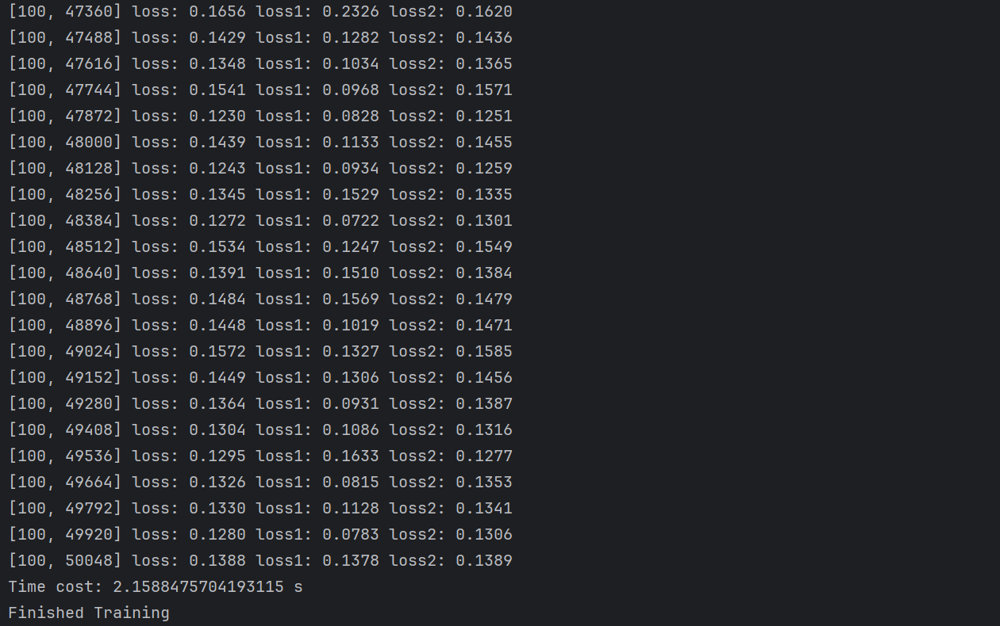 [100, 47360] loss: 0.1656 loss1: 0.2326 loss2: 0.1620
[100, 47488] loss: 0.1429 loss1: 0.1282 loss2: 0.1436
[100, 47616] loss: 0.1348 loss1: 0.1034 loss2: 0.1365
[100, 47744] loss: 0.1541 loss1: 0.0968 loss2: 0.1571
[100, 47872] loss: 0.1230 loss1: 0.0828 loss2: 0.1251
[100, 48000] loss: 0.1439 loss1: 0.1133 loss2: 0.1455
[100, 48128] loss: 0.1243 loss1: 0.0934 loss2: 0.1259
[100, 48256] loss: 0.1345 loss1: 0.1529 loss2: 0.1335
[100, 48384] loss: 0.1272 loss1: 0.0722 loss2: 0.1301
[100, 48512] loss: 0.1534 loss1: 0.1247 loss2: 0.1549
[100, 48640] loss: 0.1391 loss1: 0.1510 loss2: 0.1384
[100, 48768] loss: 0.1484 loss1: 0.1569 loss2: 0.1479
[100, 48896] loss: 0.1448 loss1: 0.1019 loss2: 0.1471
[100, 49024] loss: 0.1572 loss1: 0.1327 loss2: 0.1585
[100, 49152] loss: 0.1449 loss1: 0.1306 loss2: 0.1456
[100, 49280] loss: 0.1364 loss1: 0.0931 loss2: 0.1387
[100, 49408] loss: 0.1304 loss1: 0.1086 loss2: 0.1316
[100, 49536] loss: 0.1295 loss1: 0.1633 loss2: 0.1277
[100, 49664] loss: 0.1326 loss1: 0.0815 loss2: 0.1353
[100, 49792] loss: 0.1330 loss1: 0.1128 loss2: 0.1341
[100, 49920] loss: 0.1280 loss1: 0.0783 loss2: 0.1306
[100, 50048] loss: 0.1388 loss1: 0.1378 loss2: 0.1389
Time cost: 2.1588475704193115 s
Finished Training